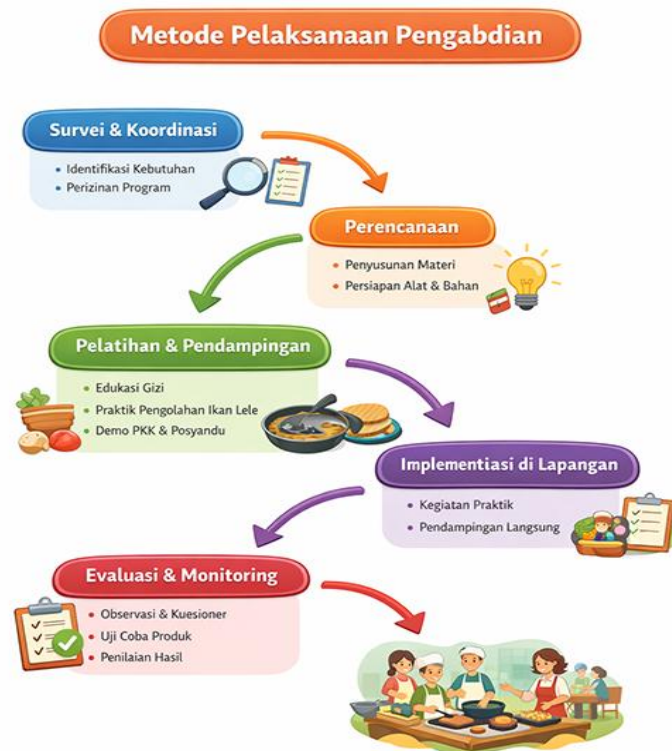 Metode Pelaksanaan Pengabdian
Survei & Koordinasi
• Identifikasi Kebutuhan
• Perizinan Program
Perencanaan
• Penyusunan Materi
• Persiapan Alat & Bahan
Pelatihan & Pendampingan
• Edukasi Gizi
• Praktik Pengolahan Ikan Lele
• Demo PKK & Posyandu
Implementiasi di Lapangan
• Kegiatan Praktik
• Pendampingan Langsung
Evaluasi & Monitoring
• Observasi & Kuesioner
• Uji Coba Produk
• Penilaian Hasil